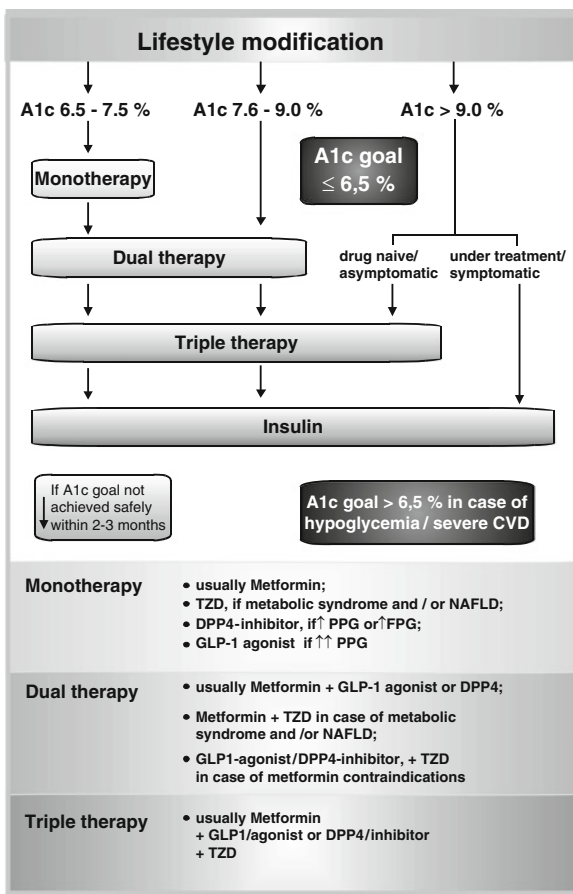 Lifestyle modification
A1c 6.5 - 7.5 %
A1c 7.6 - 9.0 %
A1c > 9.0 %
A1c goal
≤ 6,5 %
Monotherapy
Dual therapy
drug naive/
asymptomatic
under treatment/
symptomatic
Triple therapy
Insulin
If A1c goal not
achieved safely
within 2-3 months
A1c goal > 6,5 % in case of
hypoglycemia / severe CVD
Monotherapy
• usually Metformin;
• TZD, if metabolic syndrome and / or NAFLD;
• DPP4-inhibitor, if↑ PPG or↑FPG;
• GLP-1 agonist if ↑↑ PPG
Dual therapy
• usually Metformin + GLP-1 agonist or DPP4;
• Metformin + TZD in case of metabolic
syndrome and /or NAFLD;
• GLP1-agonist/DPP4-inhibitor, + TZD
in case of metformin contraindications
Triple therapy
• usually Metformin
+ GLP1/agonist or DPP4/inhibitor
+ TZD